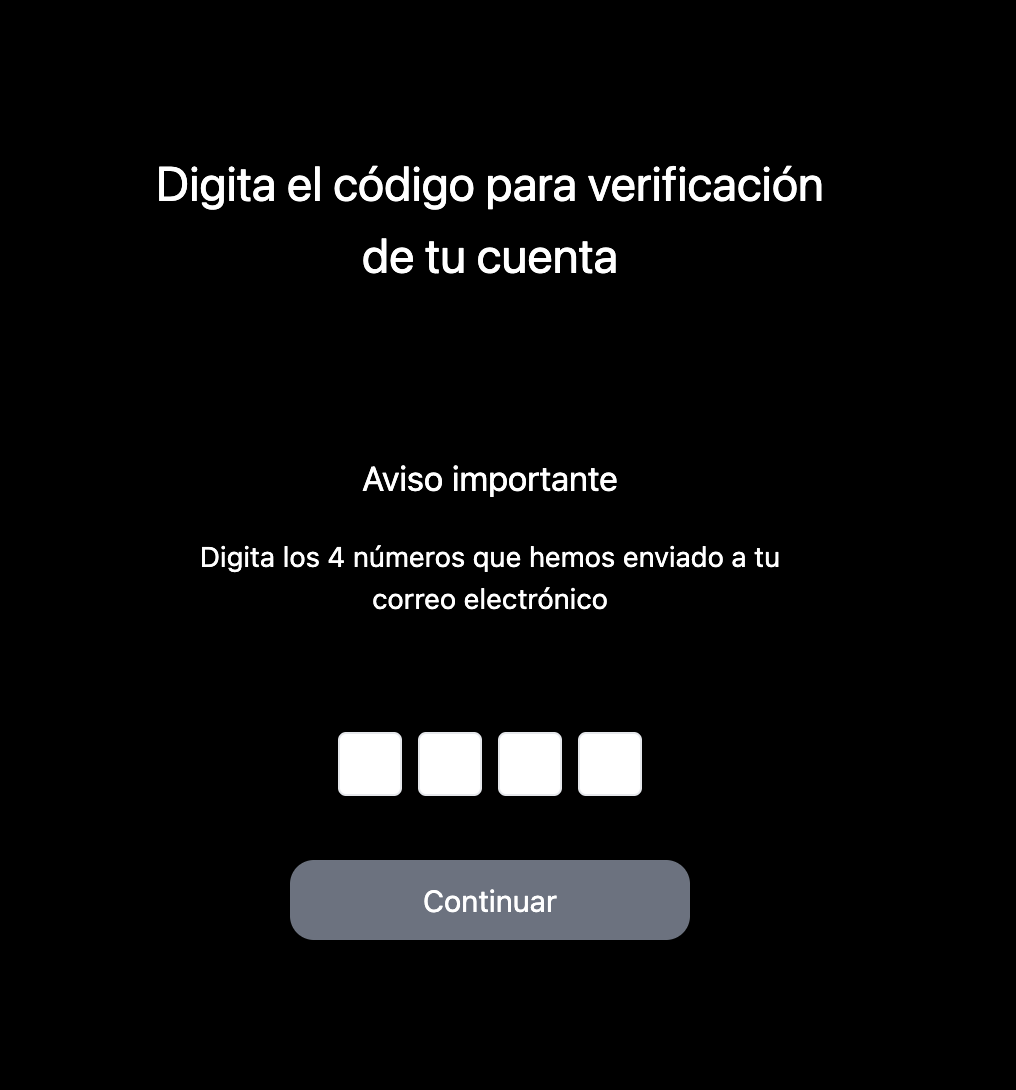 Digita el código para verificación
de tu cuenta
Aviso importante
Digita los 4 números que hemos enviado a tu
correo electrónico
Continuar